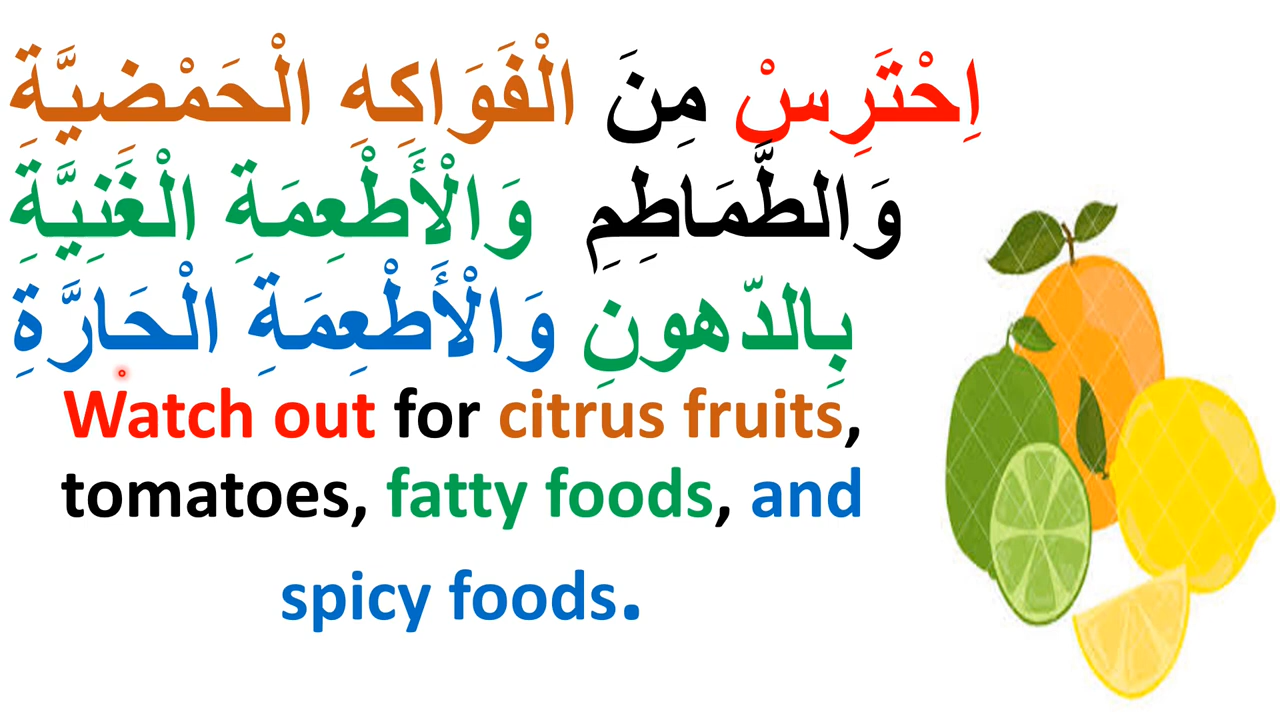 اِحْتَرِسْ مِنَ الْفَوَاكِهِ الْحَمْضيَّةِ
وَالطَّمَاطِمِ وَالْأَطْعِمَةِ الْغَنِيَّةِ
بِالدّهونِ وَالْأَطْعِمَةِ الْحَارَّةِ
Watch out for citrus fruits,
tomatoes, fatty foods, and
spicy foods.